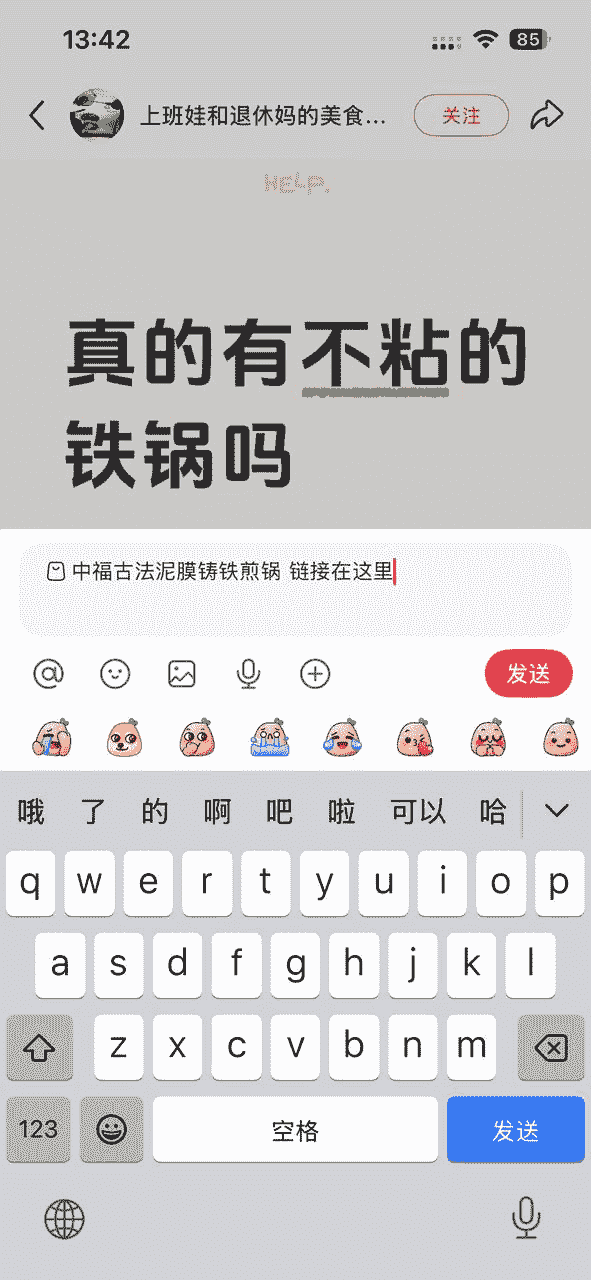 13:42
85
上班娃和退休妈的美食...
关注
HELP.
真的有不粘的
铁锅吗
中福古法泥膜铸铁煎锅 链接在这里
发送
哦 了 的 啊 吧 啦 可以 哈
q w e r t y u i o p
a s d f g h j k l
z x c v b n m
123 空格 发送